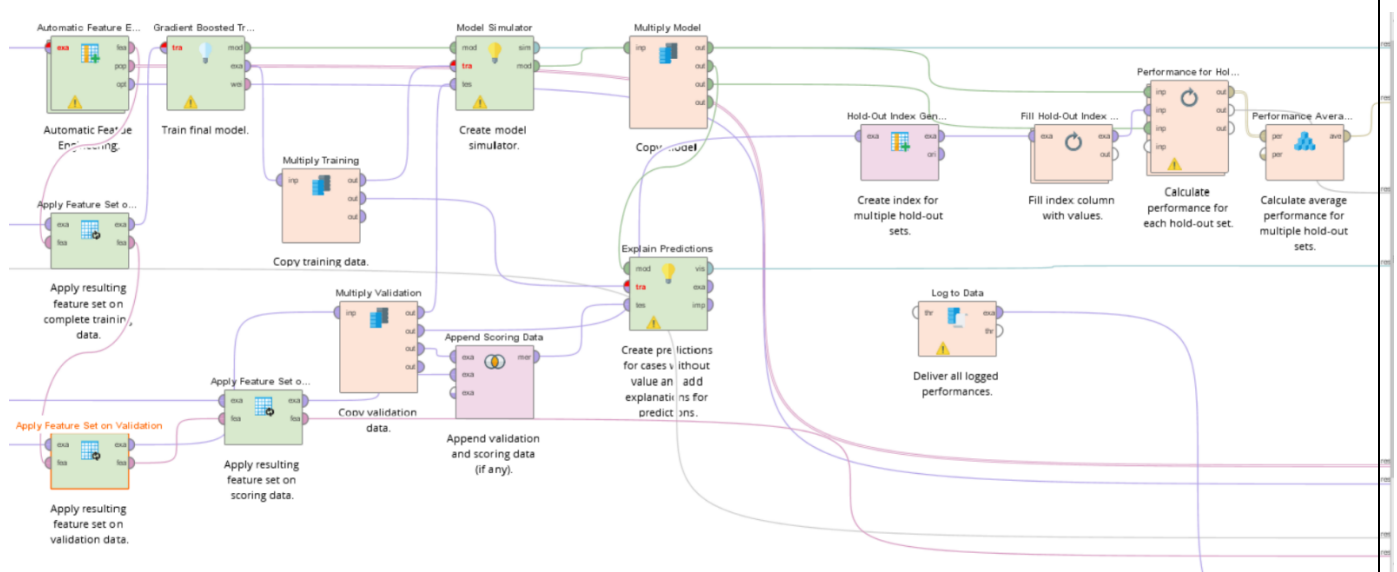 Automatic Feature E...
exa
fea
pop
opt
Automatic Featue
Engineering.
Gradient Boosted Tr...
tra
mod
exa
wei
Train final model.
Model Simulator
mod
tra
tes
sim
mod
Create model
simulator.
Multiply Model
inp
out
out
out
out
Copy model
Performance for Hol...
inp
inp
inp
inp
out
out
out
Calculate
performance for
each hold-out set.
Hold-Out Index Gen...
exa
exa
ori
Create index for
multiple hold-out
sets.
Fill Hold-Out Index ...
exa
exa
out
Fill index column
with values.
Performance Avera...
per
per
ave
Calculate average
performance for
multiple hold-out
sets.
Multiply Training
inp
out
out
out
Copy training data.
Apply Feature Set o...
exa
fea
exa
fea
Apply resulting
feature set on
complete training
data.
Explain Predictions
mod
tra
tes
vis
exa
imp
Create predictions
for cases without
value and add
explanations for
predictions.
Log to Data
thr
exa
thr
Deliver all logged
performances.
Multiply Validation
inp
out
out
out
out
Copy validation
data.
Append Scoring Data
exa
exa
exa
mer
Append validation
and scoring data
(if any).
Apply Feature Set o...
exa
fea
exa
fea
Apply resulting
feature set on
scoring data.
Apply Feature Set on Validation
exa
fea
exa
fea
Apply resulting
feature set on
validation data.